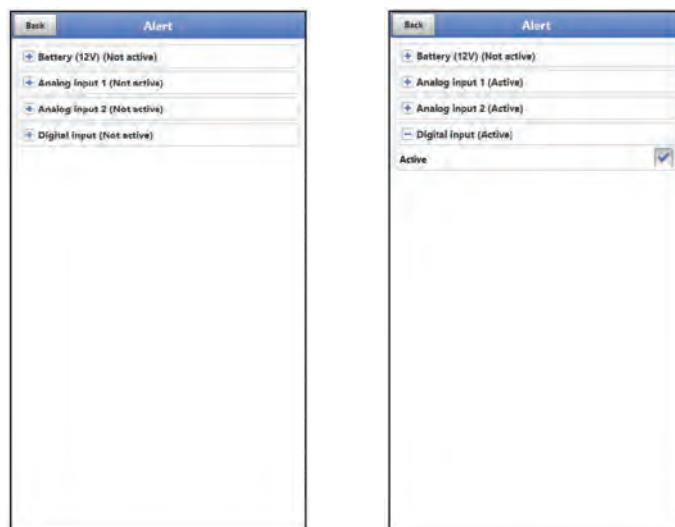 Back Alert
Battery (12V) (Not active)
Analog input 1 (Not active)
Analog input 2 (Not active)
Digital input (Not active)
Back Alert
Battery (12V) (Not active)
Analog input 1 (Active)
Analog input 2 (Active)
Digital input (Active)
Active